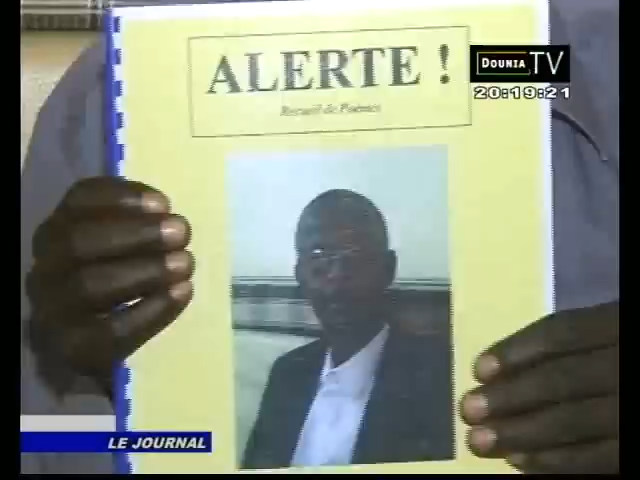 ALERTE !
Recueil de Poèmes
DOUNIA TV
20:19:21
LE JOURNAL